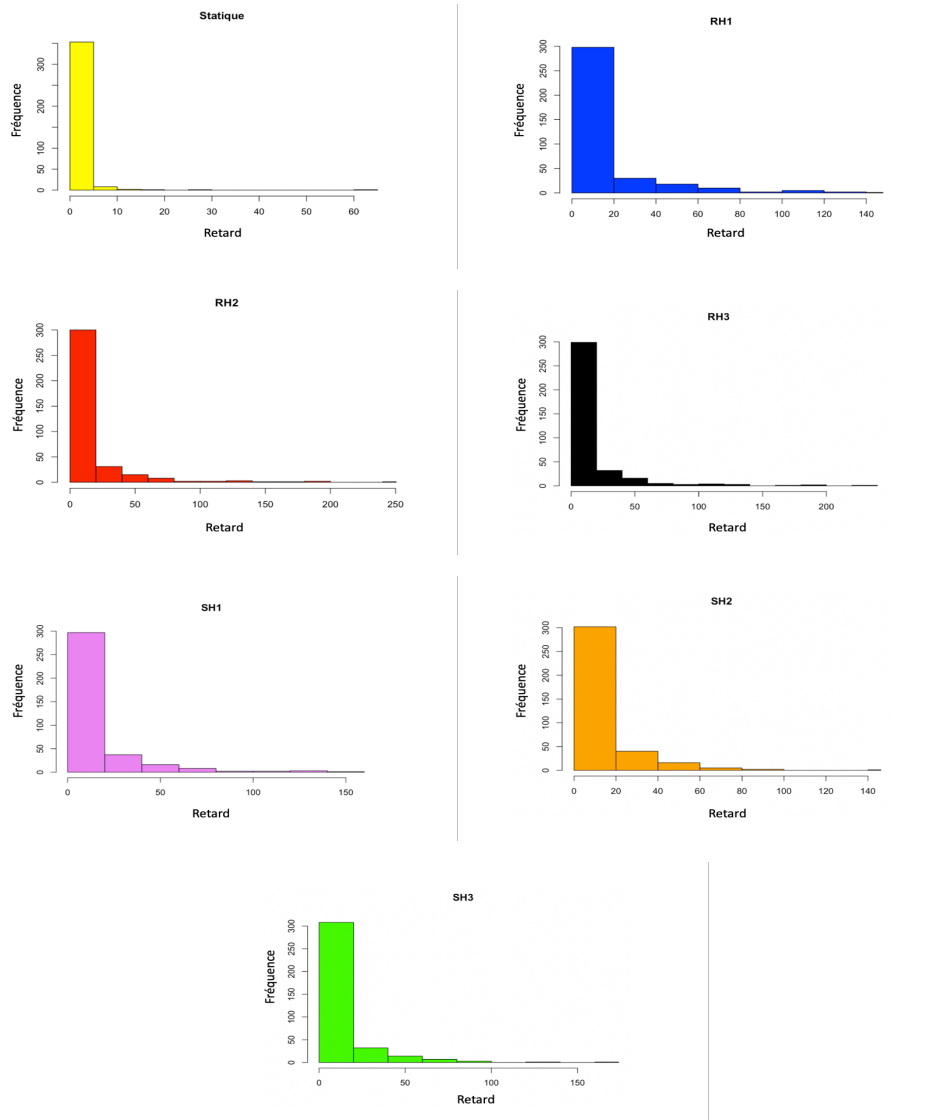 Statique
Fréquence
0 50 100 200 300
0 10 20 30 40 50 60
Retard
RH1
Fréquence
0 50 100 150 200 250 300
0 20 40 60 80 100 120 140
Retard
RH2
Fréquence
0 50 100 150 200 250 300
0 50 100 150 200 250
Retard
RH3
Fréquence
0 50 100 150 200 250 300
0 50 100 150 200
Retard
SH1
Fréquence
0 50 100 150 200 250 300
0 50 100 150
Retard
SH2
Fréquence
0 50 100 150 200 250 300
0 20 40 60 80 100 120 140
Retard
SH3
Fréquence
0 50 100 150 200 250 300
0 50 100 150
Retard